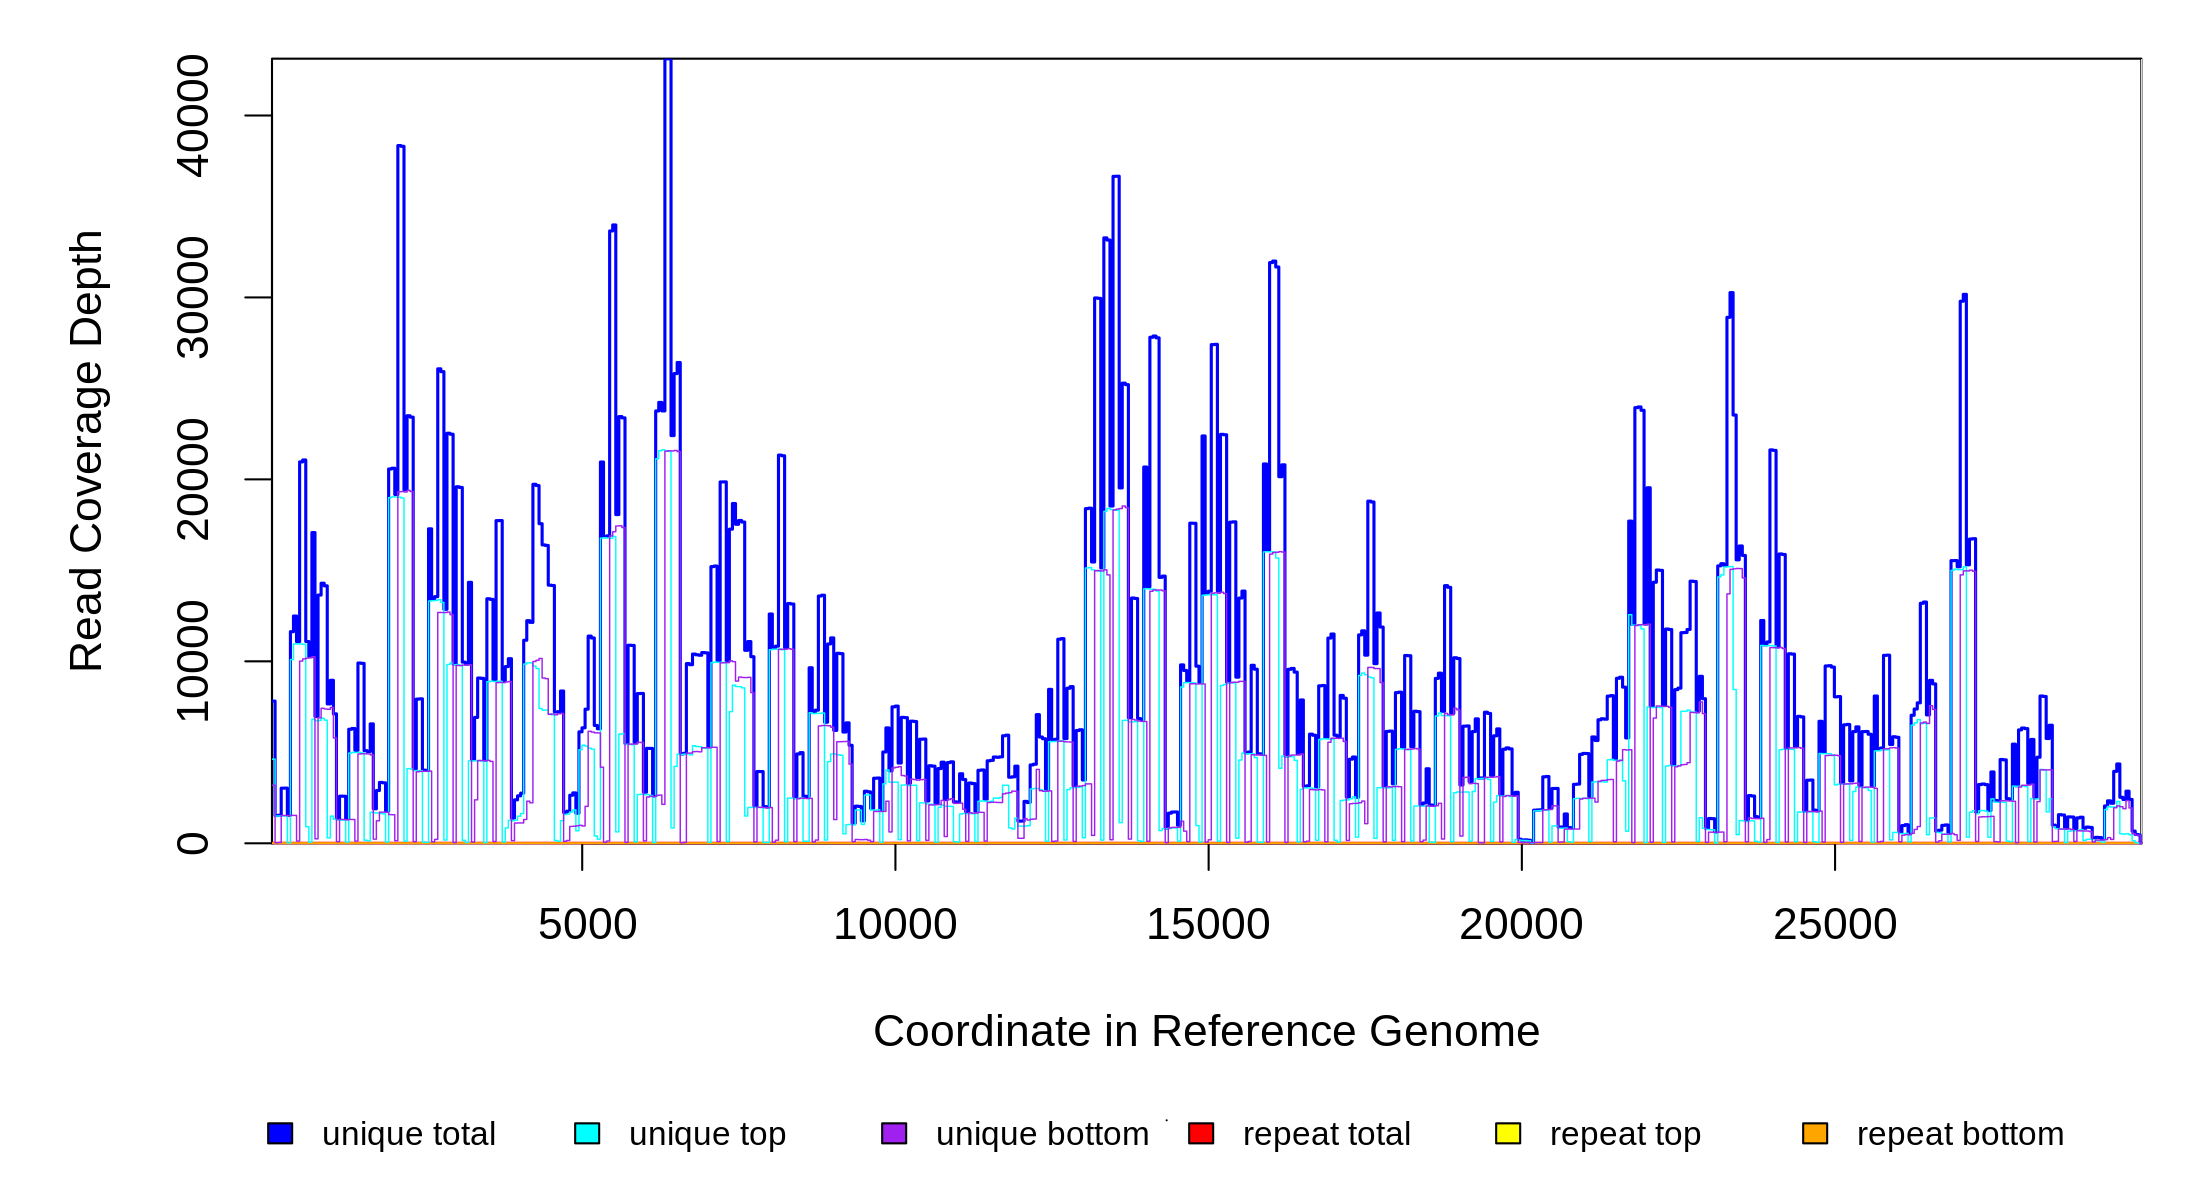 Read Coverage Depth
40000
30000
20000
10000
0
5000 10000 15000 20000 25000
Coordinate in Reference Genome
unique total unique top unique bottom repeat total repeat top repeat bottom